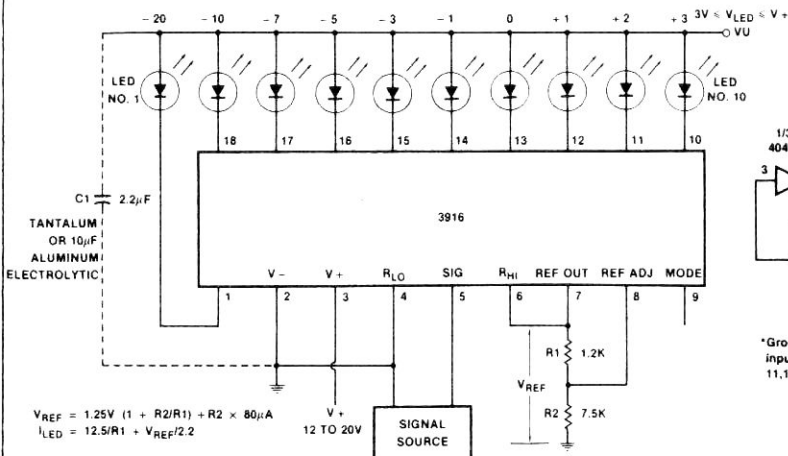 - 20 - 10 - 7 - 5 - 3 - 1 0 + 1 + 2 + 3 3V ≤ VLED ≤ V +
VU
LED NO. 1
LED NO. 10
18 17 16 15 14 13 12 11 10
1/3
404
3
C1 2.2µF
TANTALUM
OR 10µF
ALUMINUM
ELECTROLYTIC
3916
V - V + RLO SIG RHI REF OUT REF ADJ MODE
1 2 3 4 5 6 7 8 9
R1 1.2K
VREF
R2 7.5K
*Gro
inpu
11,1
VREF = 1.25V (1 + R2/R1) + R2 × 80µA
ILED = 12.5/R1 + VREF/2.2
V +
12 TO 20V
SIGNAL
SOURCE